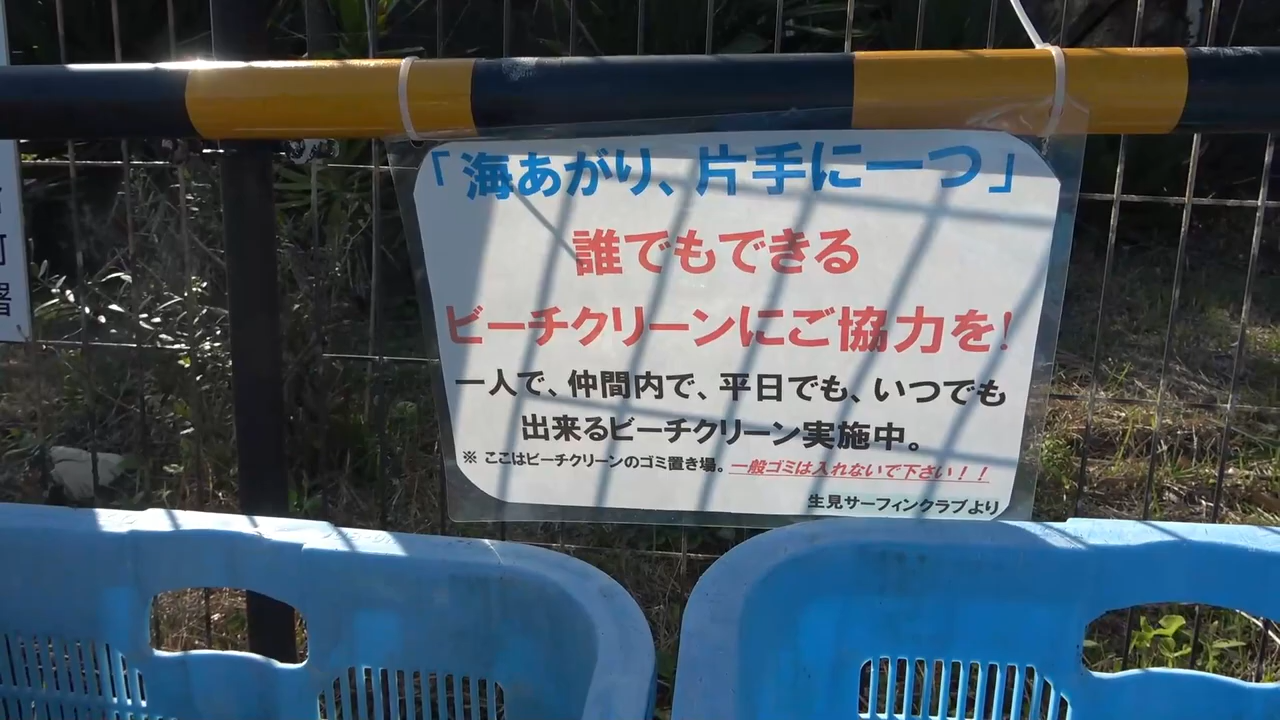 「海あがり、片手に一つ」
誰でもできる
ビーチクリーンにご協力を!
一人で、仲間内で、平日でも、いつでも
出来るビーチクリーン実施中。
※ ここはビーチクリーンのゴミ置き場。一般ゴミは入れないで下さい！！
生見サーフィンクラブより